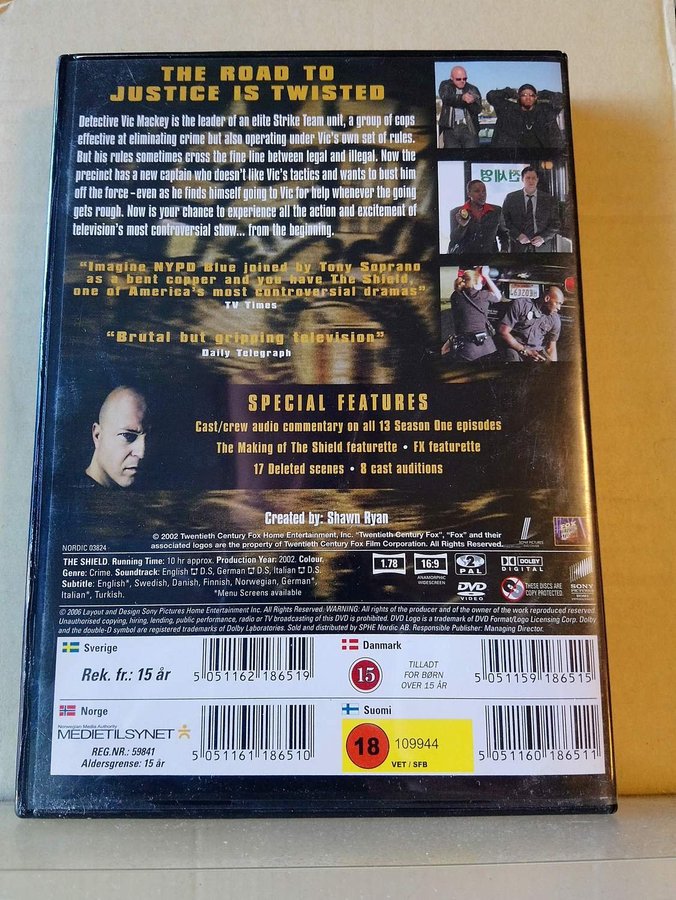 THE ROAD TO
JUSTICE IS TWISTED
Detective Vic Mackey is the leader of an elite Strike Team unit, a group of cops
effective at eliminating crime but also operating under Vic's own set of rules.
But his rules sometimes cross the fine line between legal and illegal. Now the
precinct has a new captain who doesn't like Vic's tactics and wants to bust him
off the force - even as he finds himself going to Vic for help whenever the going
gets rough. Now is your chance to experience all the action and excitement of
television's most controversial show... from the beginning.
"Imagine NYPD Blue joined by Tony Soprano
as a bent copper and you have The Shield,
one of America's most controversial dramas"
TV Times
"Brutal but gripping television"
Daily Telegraph
SPECIAL FEATURES
Cast/crew audio commentary on all 13 Season One episodes
The Making of The Shield featurette • FX featurette
17 Deleted scenes • 8 cast auditions
Created by: Shawn Ryan
© 2002 Twentieth Century Fox Home Entertainment, Inc. "Twentieth Century Fox", "Fox" and their
associated logos are the property of Twentieth Century Fox Film Corporation. All Rights Reserved.
SONY PICTURES
FOX
NORDIC 03824
THE SHIELD. Running Time: 10 hr approx. Production Year: 2002. Colour.
Genre: Crime. Soundtrack: English D.S, German D.S, Italian D.S.
Subtitle: English*, Swedish, Danish, Finnish, Norwegian, German*,
Italian*, Turkish.
*Menu Screens available
1.78
16:9
ANAMORPHIC
WIDESCREEN
2
PAL
DVD
VIDEO
DOLBY
DIGITAL
THESE DISCS ARE
COPY PROTECTED.
SONY
© 2006 Layout and Design Sony Pictures Home Entertainment Inc. All Rights Reserved. WARNING: All rights of the producer and of the owner of the work reproduced reserved.
Unauthorised copying, hiring, lending, public performance, radio or TV broadcasting of this DVD is prohibited. DVD Logo is a trademark of DVD Format/Logo Licensing Corp. Dolby
and the double-D symbol are registered trademarks of Dolby Laboratories. Sold and distributed by SPHE Nordic AB. Responsible Publisher: Managing Director.
Sverige
Rek. fr.: 15 år
5 051162 186519
Danmark
15
TILLADT
FOR BØRN
OVER 15 ÅR
5 051159 186515
Norge
Norwegian Media Authority
MEDIETILSYNET
REG.NR.: 59841
Aldersgrense: 15 år
5 051161 186510
Suomi
18
109944
VET / SFB
5 051160 186511